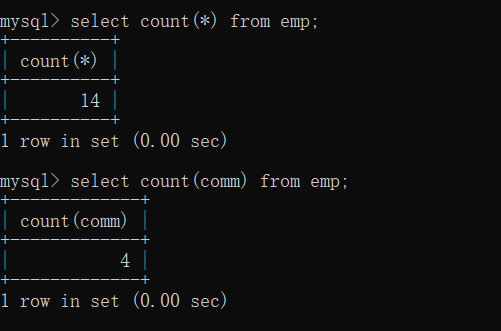 mysql> select count(*) from emp;
+----------+
| count(*) |
+----------+
|       14 |
+----------+
1 row in set (0.00 sec)
mysql> select count(comm) from emp;
+-------------+
| count(comm) |
+-------------+
|           4 |
+-------------+
1 row in set (0.00 sec)